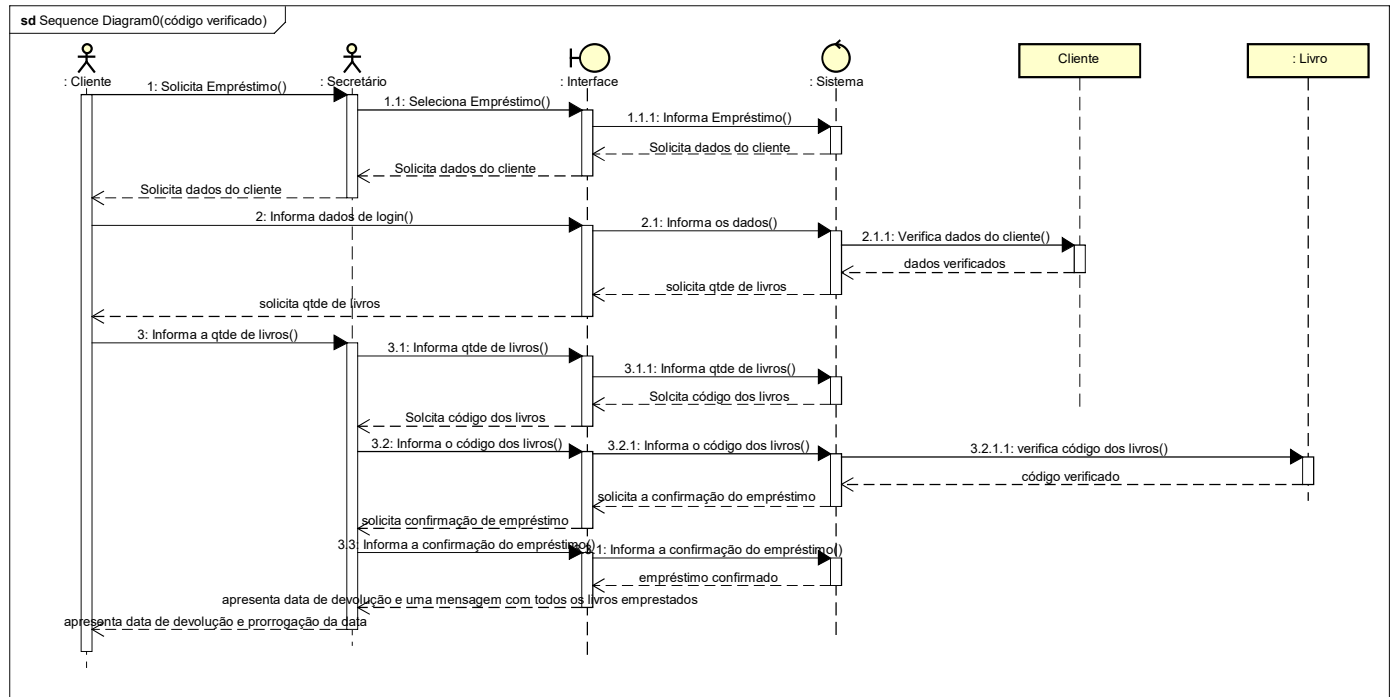 sd Sequence Diagram0(código verificado)
: Cliente
: Secretário
: Interface
: Sistema
Cliente
: Livro
1: Solicita Empréstimo()
1.1: Seleciona Empréstimo()
1.1.1: Informa Empréstimo()
Solicita dados do cliente
Solicita dados do cliente
Solicita dados do cliente
2: Informa dados de login()
2.1: Informa os dados()
2.1.1: Verifica dados do cliente()
dados verificados
solicita qtde de livros
solicita qtde de livros
3: Informa a qtde de livros()
3.1: Informa qtde de livros()
3.1.1: Informa qtde de livros()
Solcita código dos livros
Solcita código dos livros
3.2: Informa o código dos livros()
3.2.1: Informa o código dos livros()
3.2.1.1: verifica código dos livros()
código verificado
solicita a confirmação do empréstimo
solicita confirmação de empréstimo
3.3: Informa a confirmação do empréstimo()
.1: Informa a confirmação do empréstimo()
empréstimo confirmado
apresenta data de devolução e uma mensagem com todos os livros emprestados
apresenta data de devolução e prorrogação da data